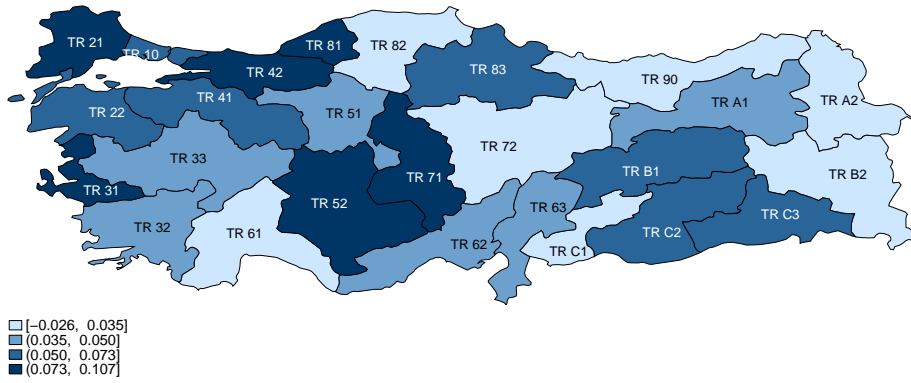 TR 21
TR 10
TR 81
TR 82
TR 42
TR 83
TR 90
TR 22
TR 41
TR 51
TR A1
TR A2
TR 33
TR 72
TR 31
TR 71
TR B1
TR B2
TR 52
TR 32
TR 61
TR 62
TR 63
TR C1
TR C2
TR C3
[−0.026, 0.035]
(0.035, 0.050]
(0.050, 0.073]
(0.073, 0.107]